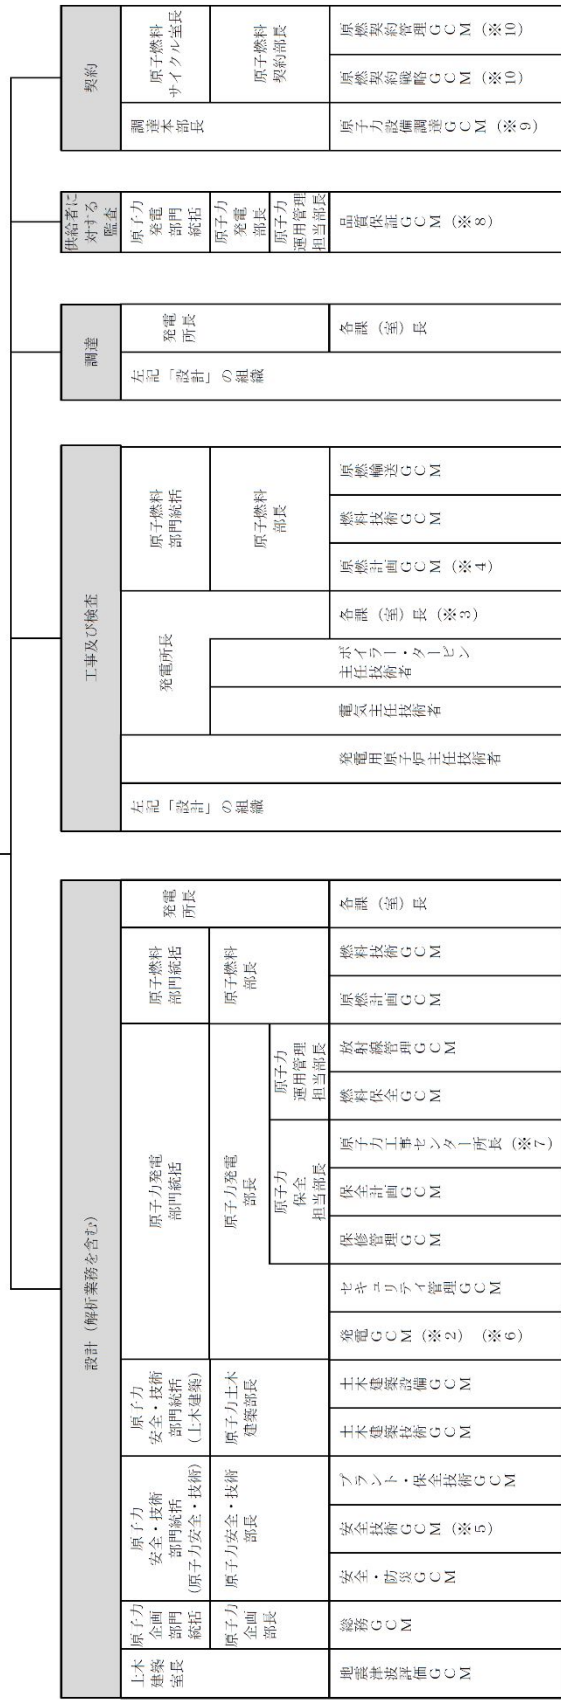 設計（解析業務を含む）
土木
建築
室長
地震津波評価GCM
原子力
企画
部門
統括
原子力
企画
部長
総務GCM
原子力
安全・技術
部門統括
(原子力安全・技術)
原子力安全・技術
部長
安全・防災GCM
安全技術GCM（※5）
プラント・保全技術GCM
原子力
安全・技術
部門統括
(土木建築)
原子力土木
建築部長
土木建築技術GCM
土木建築設備GCM
原子力発電
部門統括
原子力発電
部長
発電GCM（※2）（※6）
セキュリティ管理GCM
原子力
保全
担当部長
保修管理GCM
保全計画GCM
原子力工事センター所長（※7）
原子力
運用管理
担当部長
燃料保全GCM
放射線管理GCM
原子燃料
部門統括
原子燃料
部長
原燃計画GCM
燃料技術GCM
発電
所長
各課（室）長
工事及び検査
左記「設計」の組織
発電用原子炉主任技術者
発電所長
電気主任技術者
ボイラー・タービン
主任技術者
各課（室）長（※3）
原子燃料
部門統括
原子燃料
部長
原燃計画GCM（※4）
燃料技術GCM
原燃輸送GCM
調達
左記「設計」の組織
発電
所長
各課（室）長
供給者に
対する
監査
原子力
発電
部門
統括
原子力
発電
部長
原子力
運用管理
担当部長
品質保証GCM（※8）
契約
調達
本部長
原子力設備調達GCM（※9）
原子燃料
サイクル室長
原子燃料
契約部長
原燃契約戦略GCM（※10）
原燃契約管理GCM（※10）